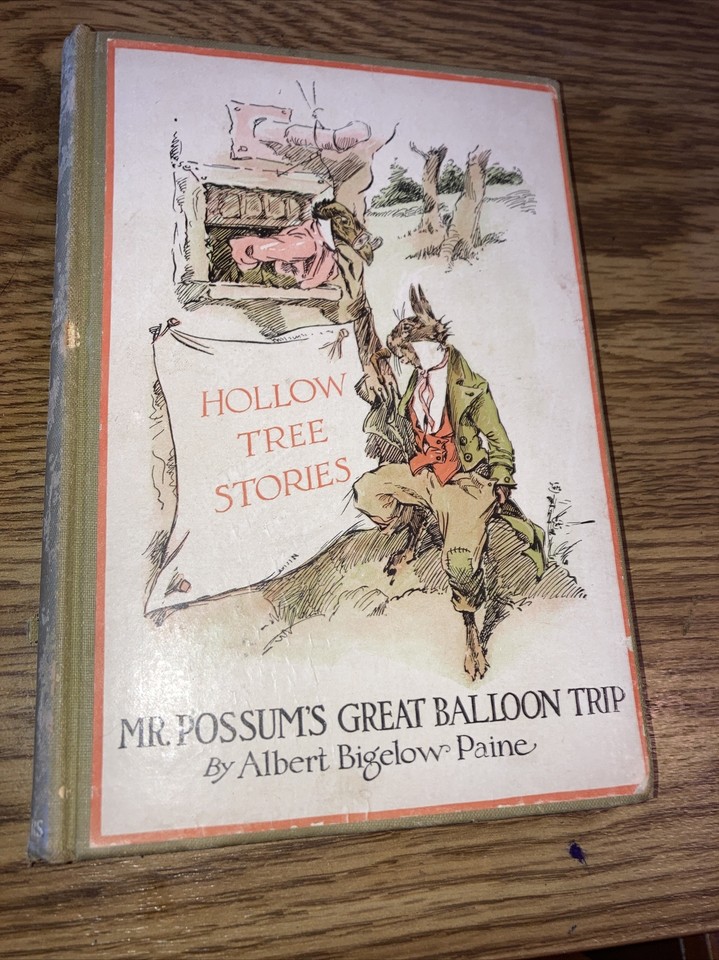 HOLLOW
TREE
STORIES
MR. POSSUM'S GREAT BALLOON TRIP
By Albert Bigelow Paine